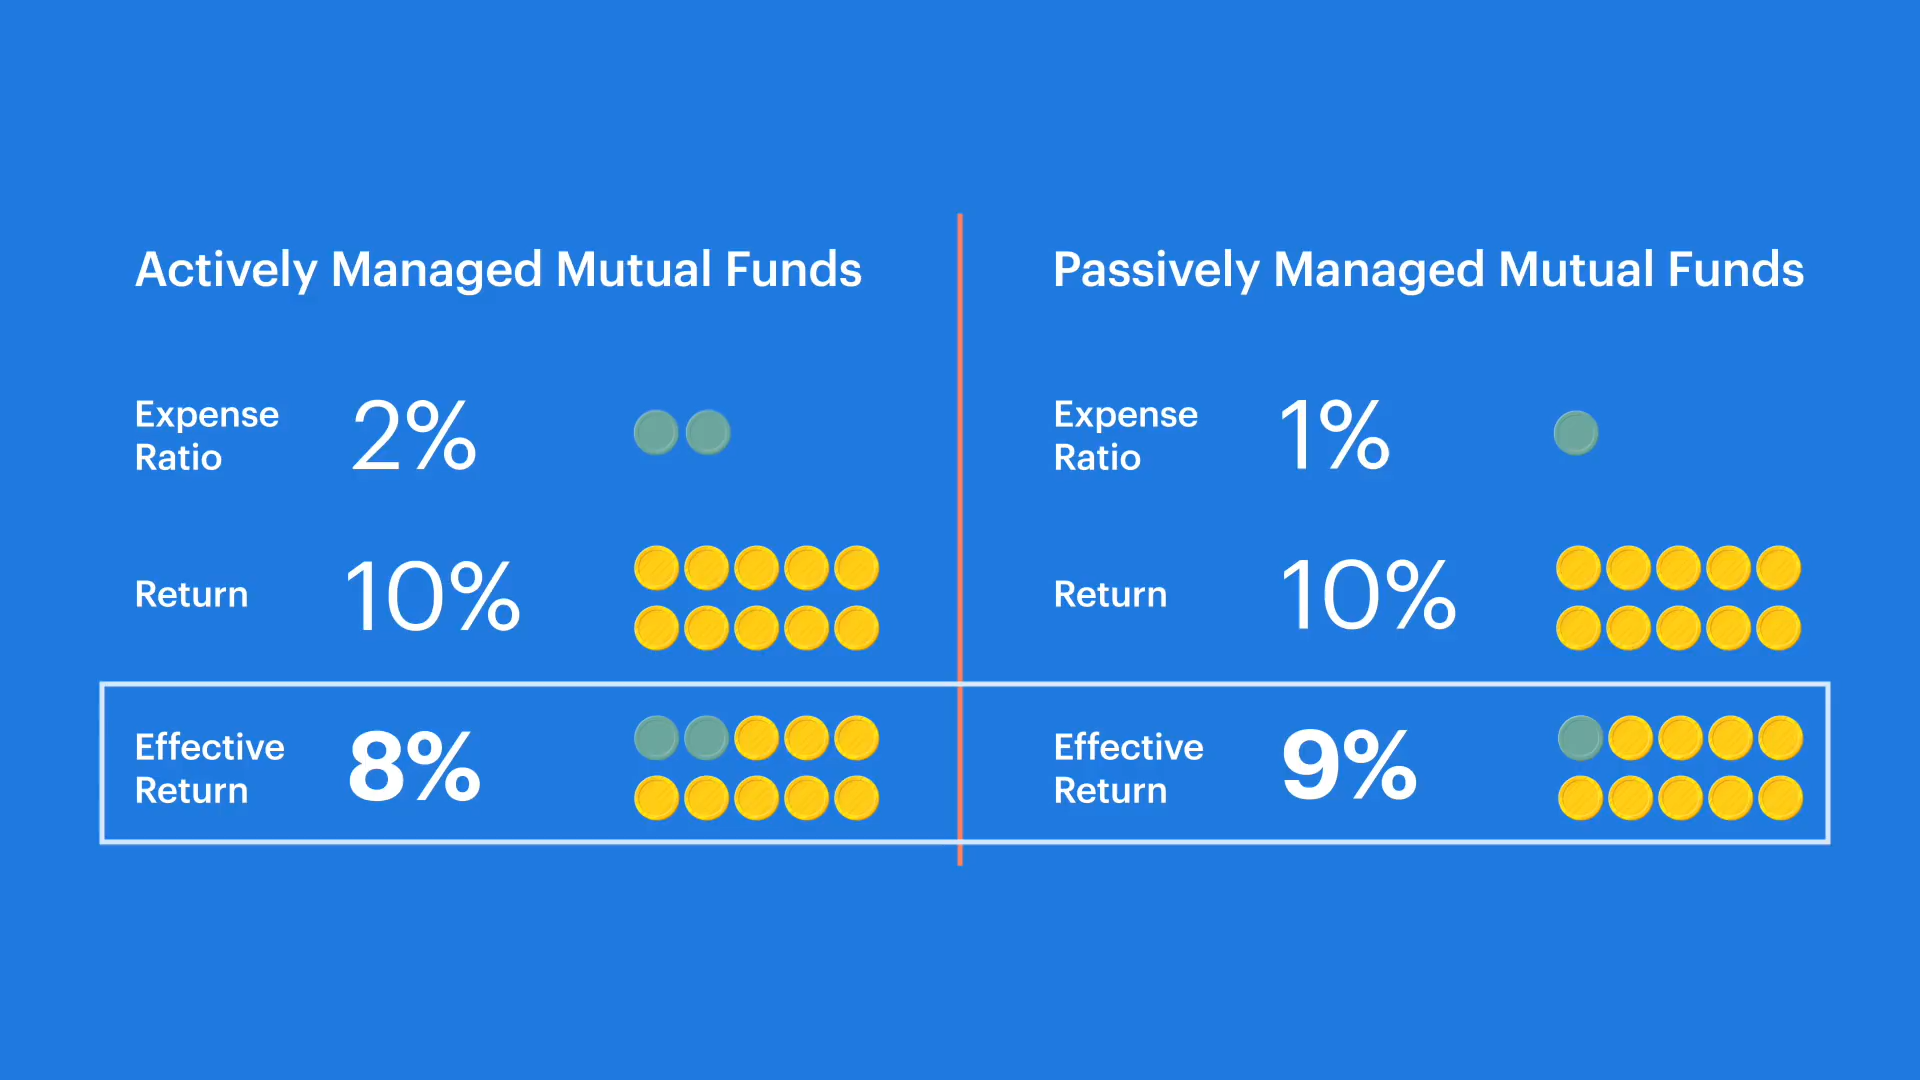 Actively Managed Mutual Funds
Expense
Ratio
2%
Return
10%
Effective
Return
8%
Passively Managed Mutual Funds
Expense
Ratio
1%
Return
10%
Effective
Return
9%